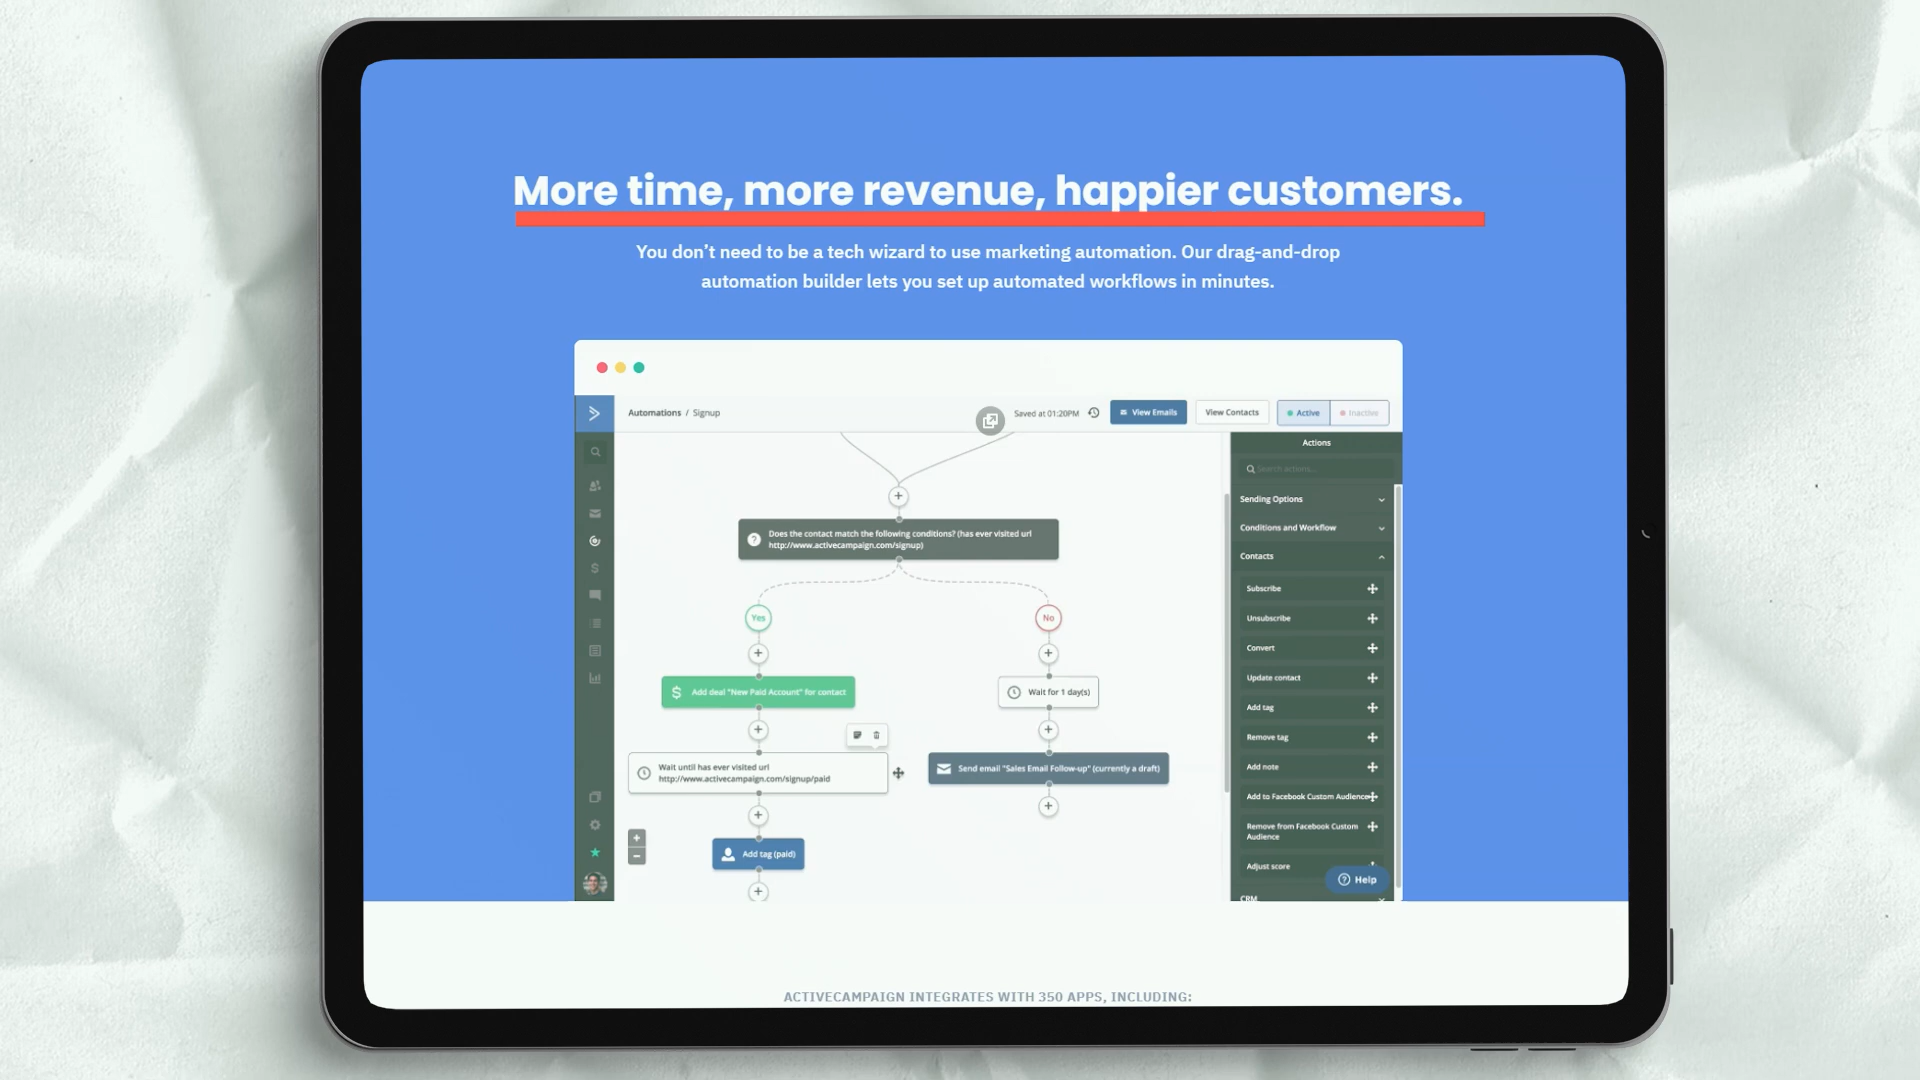 More time, more revenue, happier customers.
You don’t need to be a tech wizard to use marketing automation. Our drag-and-drop
automation builder lets you set up automated workflows in minutes.
Automations / Signup
Saved at 01:20PM
View Emails
View Contacts
Active
Inactive
Actions
Search actions...
Sending Options
Conditions and Workflow
Contacts
Subscribe
Unsubscribe
Convert
Update contact
Add tag
Remove tag
Add note
Add to Facebook Custom Audience
Remove from Facebook Custom
Audience
Adjust score
CRM
Help
Does the contact match the following conditions? (has ever visited url
http://www.activecampaign.com/signup)
Yes
No
Add deal "New Paid Account" for contact
Wait for 1 day(s)
Wait until has ever visited url
http://www.activecampaign.com/signup/paid
Send email "Sales Email Follow-up" (currently a draft)
Add tag (paid)
ACTIVECAMPAIGN INTEGRATES WITH 350 APPS, INCLUDING: